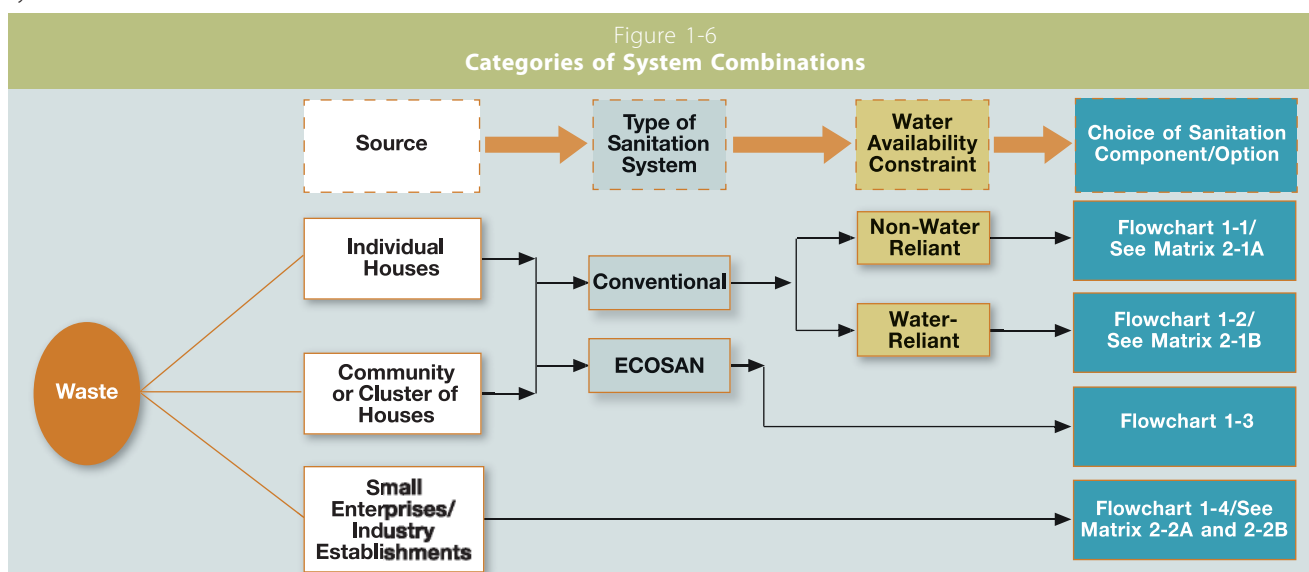 Figure 1-6
Categories of System Combinations
Source
Type of
Sanitation
System
Water
Availability
Constraint
Choice of Sanitation
Component/Option
Waste
Individual
Houses
Community
or Cluster of
Houses
Small
Enterprises/
Industry
Establishments
Conventional
ECOSAN
Non-Water
Reliant
Water-
Reliant
Flowchart 1-1/
See Matrix 2-1A
Flowchart 1-2/
See Matrix 2-1B
Flowchart 1-3
Flowchart 1-4/See
Matrix 2-2A and 2-2B